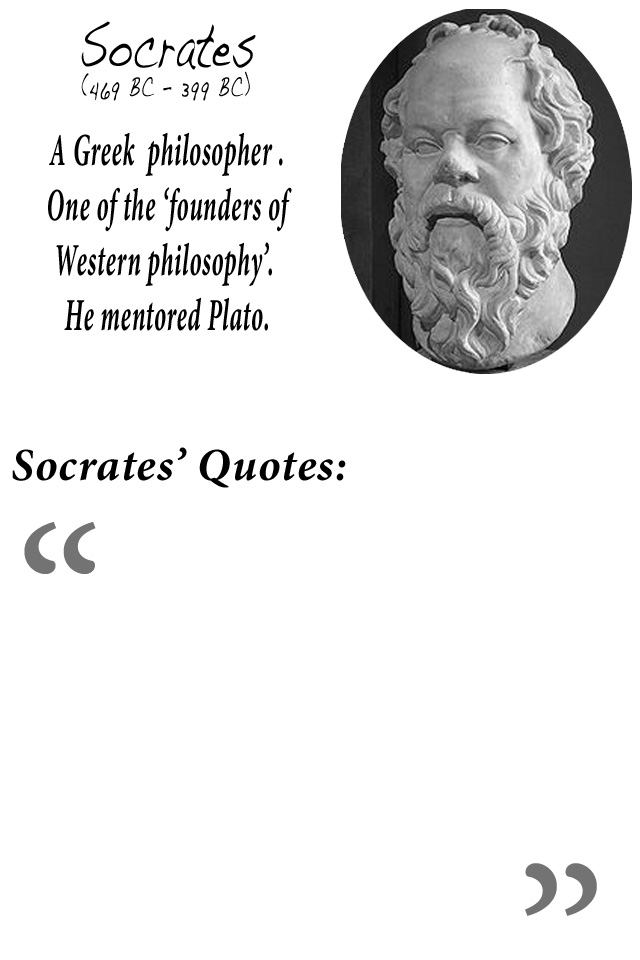 Socrates
(469 BC - 399 BC)
A Greek philosopher .
One of the ‘founders of
Western philosophy’.
He mentored Plato.
Socrates’ Quotes:
“
”